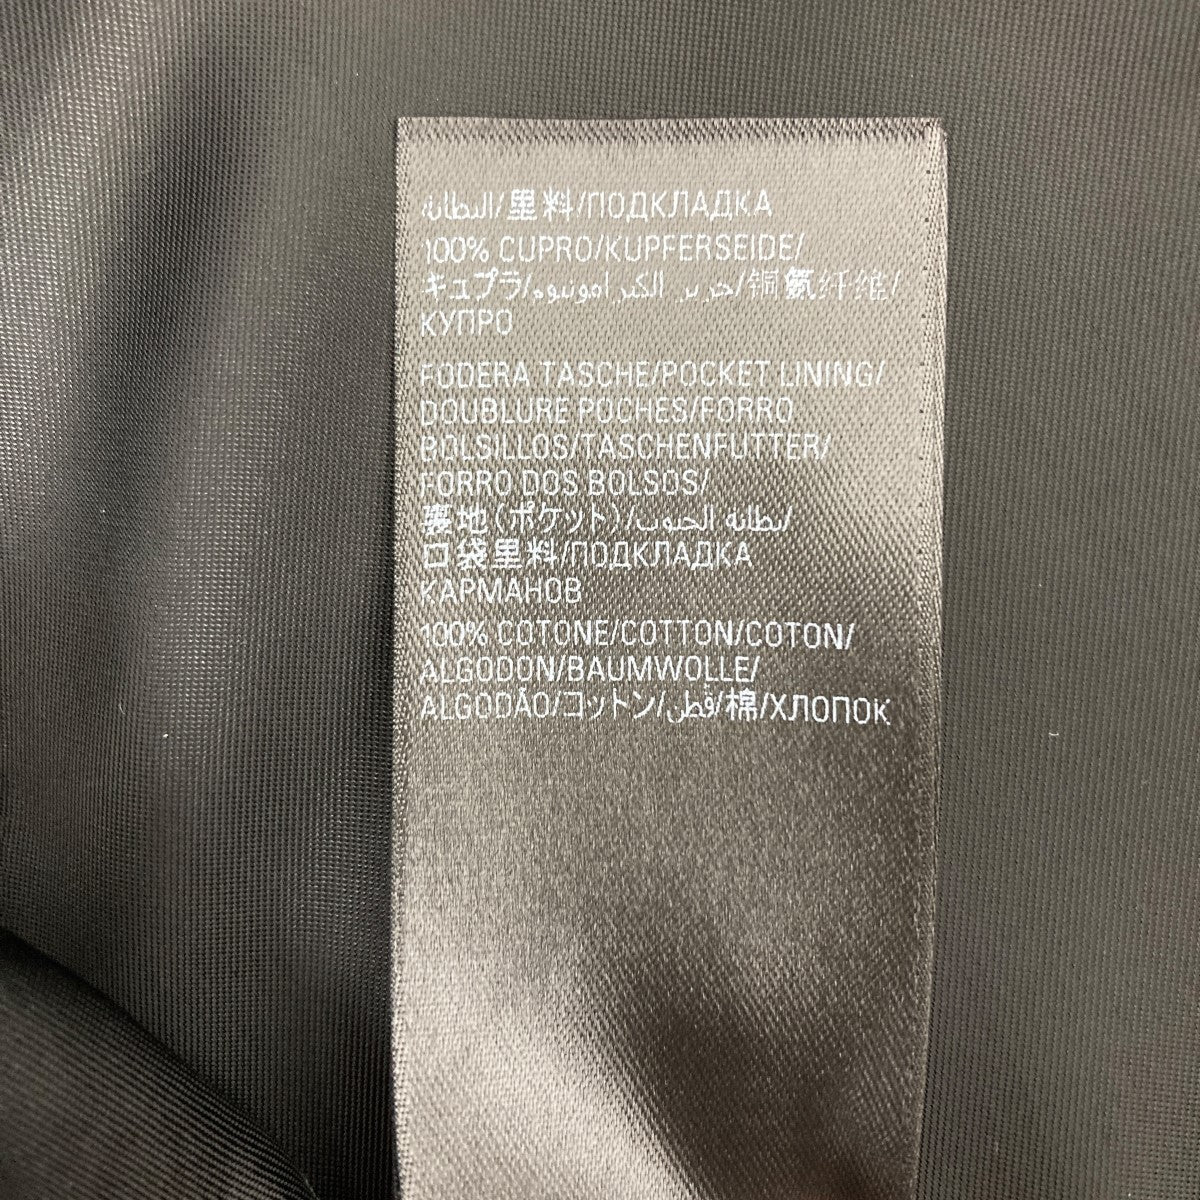 البطانة/里料/ПОДКЛАДКА
100% CUPRO/KUPFERSEIDE/
キュプラ/حرير الكبر امونيوم/铜氨纤维/
КУПРО
FODERA TASCHE/POCKET LINING/
DOUBLURE POCHES/FORRO
BOLSILLOS/TASCHENFUTTER/
FORRO DOS BOLSOS/
裏地(ポケット)/بطانة الجيوب/
口袋里料/ПОДКЛАДКА
КАРМАНОВ
100% COTONE/COTTON/COTON/
ALGODON/BAUMWOLLE/
ALGODÃO/コットン/قطن/棉/ХЛОПОК